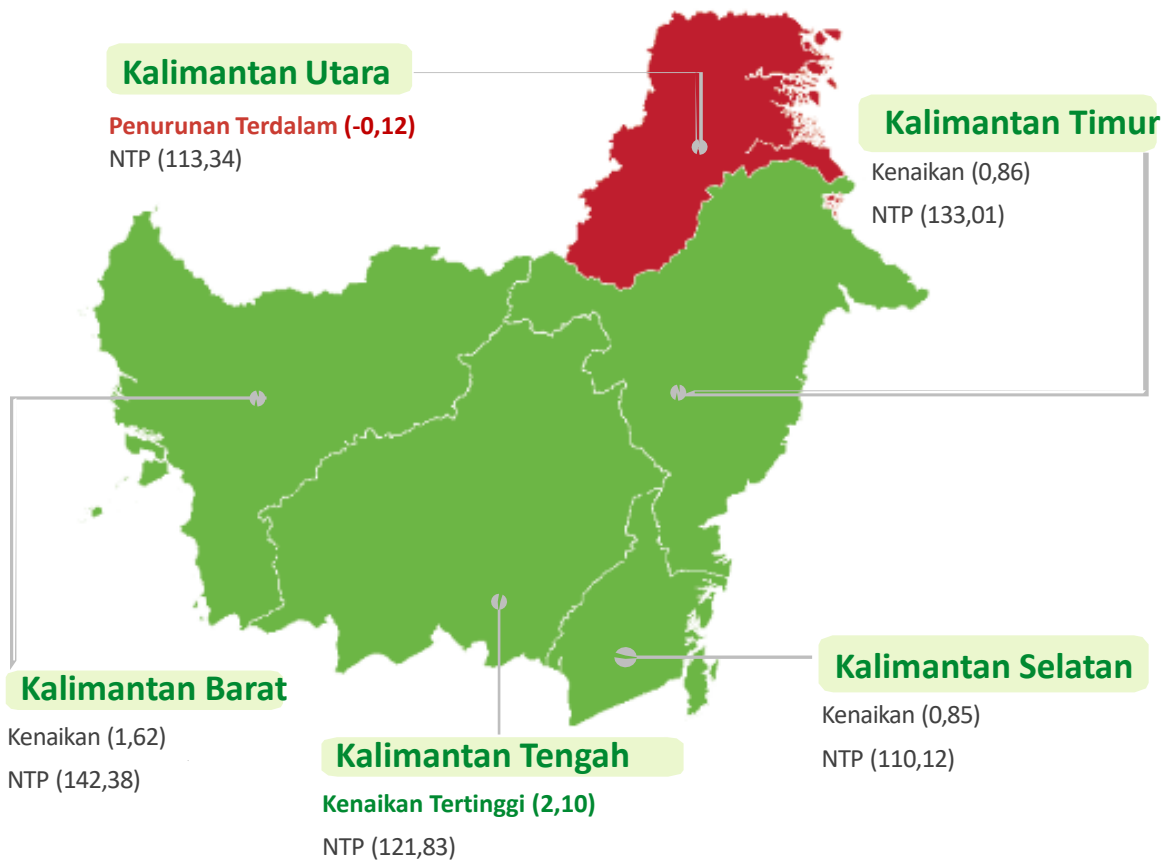 Kalimantan Utara
Penurunan Terdalam (-0,12)
NTP (113,34)
Kalimantan Timur
Kenaikan (0,86)
NTP (133,01)
Kalimantan Barat
Kenaikan (1,62)
NTP (142,38)
Kalimantan Tengah
Kenaikan Tertinggi (2,10)
NTP (121,83)
Kalimantan Selatan
Kenaikan (0,85)
NTP (110,12)